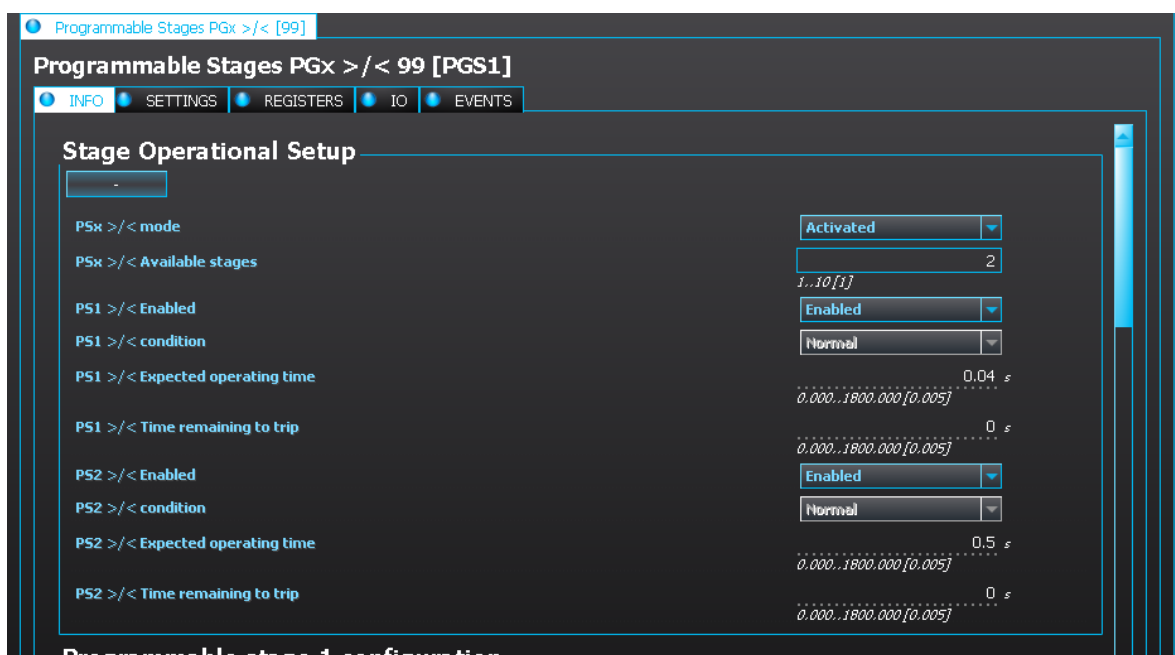 Programmable Stages PGx >/< [99]
Programmable Stages PGx >/< 99 [PGS1]
INFO SETTINGS REGISTERS IO EVENTS
Stage Operational Setup
-
PSx >/< mode Activated
PSx >/< Available stages 2
1..10 [1]
PS1 >/< Enabled Enabled
PS1 >/< condition Normal
PS1 >/< Expected operating time 0.04 s
0.000..1800.000 [0.005]
PS1 >/< Time remaining to trip 0 s
0.000..1800.000 [0.005]
PS2 >/< Enabled Enabled
PS2 >/< condition Normal
PS2 >/< Expected operating time 0.5 s
0.000..1800.000 [0.005]
PS2 >/< Time remaining to trip 0 s
0.000..1800.000 [0.005]
Programmable stage 1 configuration